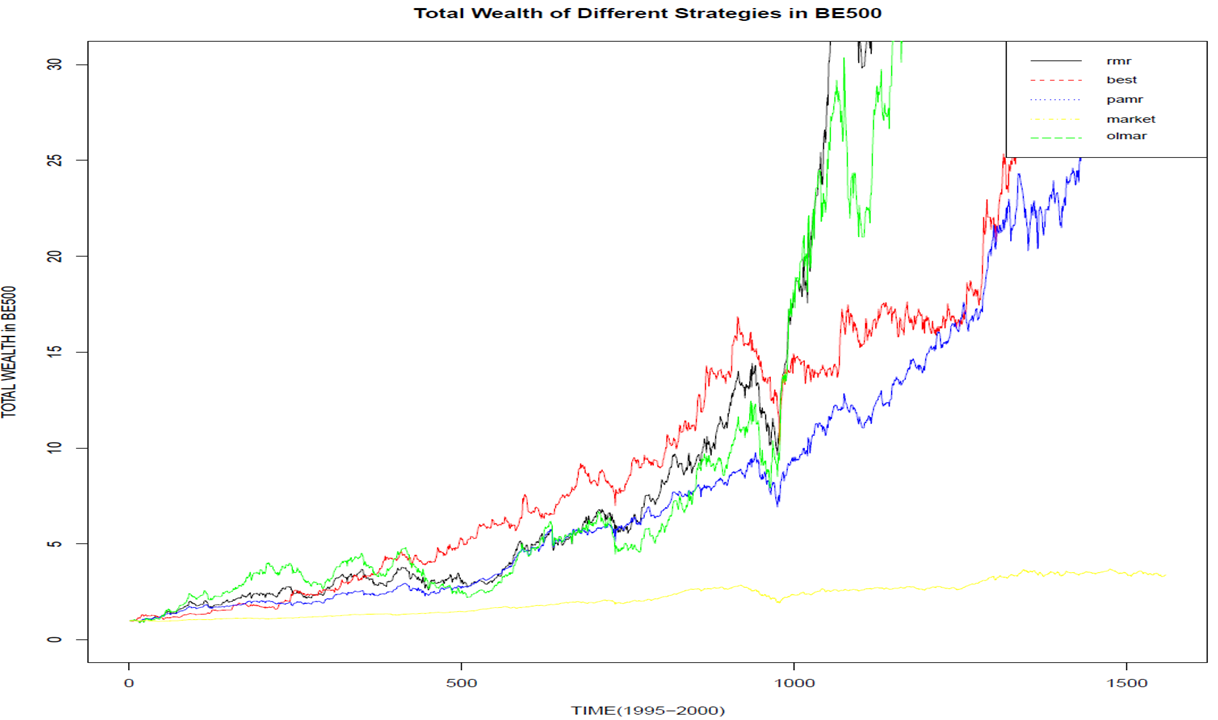 Total Wealth of Different Strategies in BE500
TOTAL WEALTH in BE500
30
25
20
15
10
5
0
rmr
best
pamr
market
olmar
0 500 1000 1500
TIME(1995-2000)